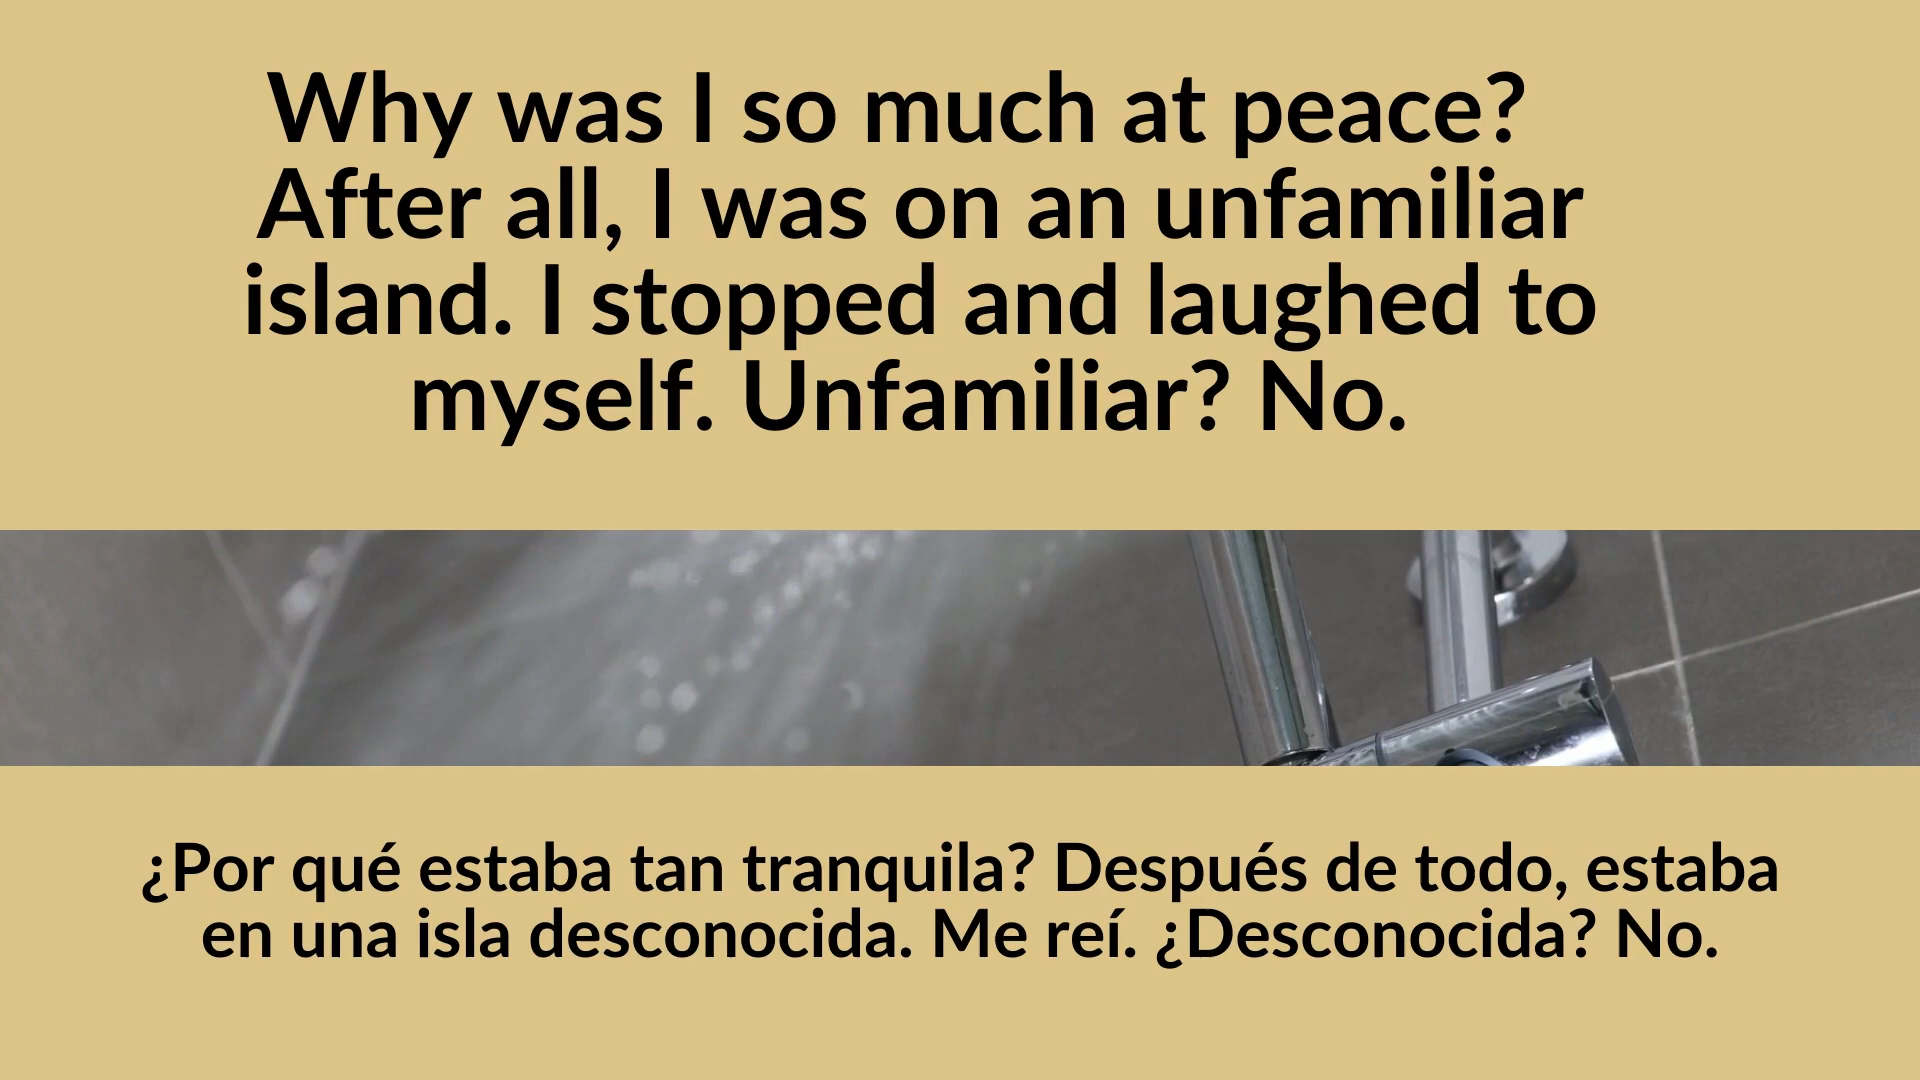 Why was I so much at peace?
After all, I was on an unfamiliar
island. I stopped and laughed to
myself. Unfamiliar? No.
¿Por qué estaba tan tranquila? Después de todo, estaba
en una isla desconocida. Me reí. ¿Desconocida? No.